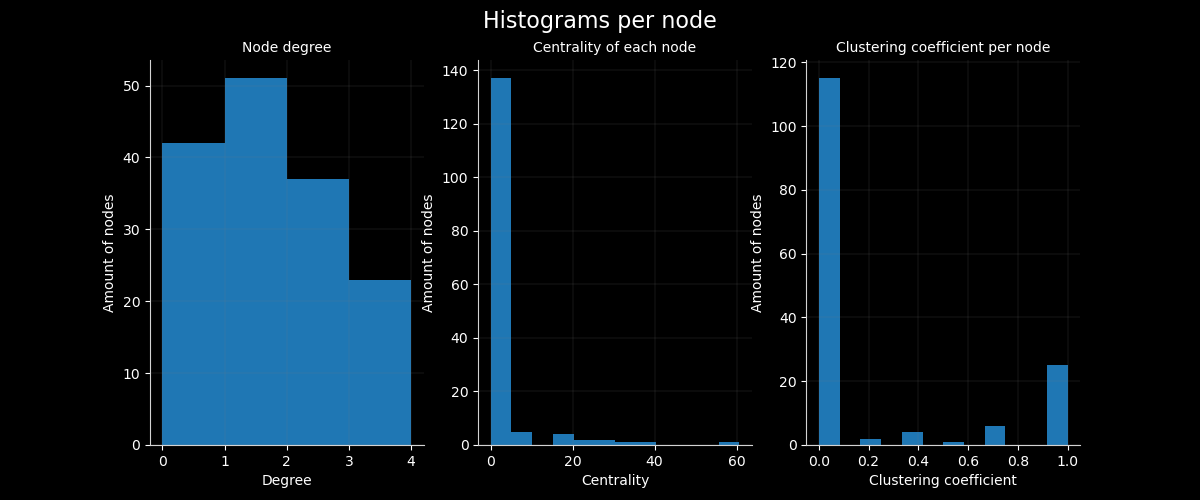 Histograms per node
Node degree
Amount of nodes
50
40
30
20
10
0
0 1 2 3 4
Degree
Centrality of each node
Amount of nodes
140
120
100
80
60
40
20
0
0 20 40 60
Centrality
Clustering coefficient per node
Amount of nodes
120
100
80
60
40
20
0
0.0 0.2 0.4 0.6 0.8 1.0
Clustering coefficient